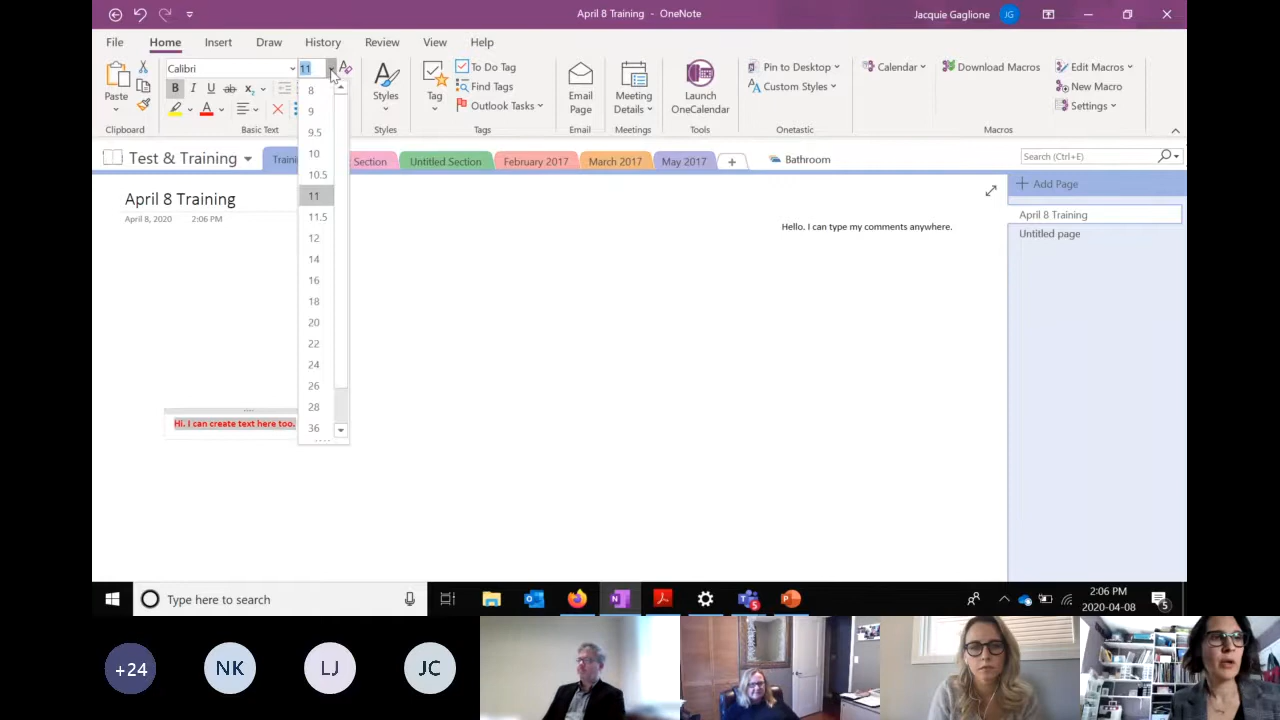 April 8 Training - OneNote
Jacquie Gaglione
JG
File Home Insert Draw History Review View Help
Calibri
11
To Do Tag
Pin to Desktop
Calendar
Download Macros
Edit Macros
Find Tags
Custom Styles
New Macro
Paste
Styles
Tag
Outlook Tasks
Email
Page
Meeting
Details
Launch
OneCalendar
Settings
Clipboard
Basic Text
Styles
Tags
Email
Meetings
Tools
Onetastic
Macros
8
9
9.5
10
10.5
11
11.5
12
14
16
18
20
22
24
26
28
36
Test & Training
Section
Untitled Section
February 2017
March 2017
May 2017
Bathroom
Search (Ctrl+E)
April 8 Training
April 8, 2020 2:06 PM
Hello. I can type my comments anywhere.
Add Page
April 8 Training
Untitled page
Hi. I can create text here too.
Type here to search
2:06 PM
2020-04-08
5
5
+24
NK
LJ
JC